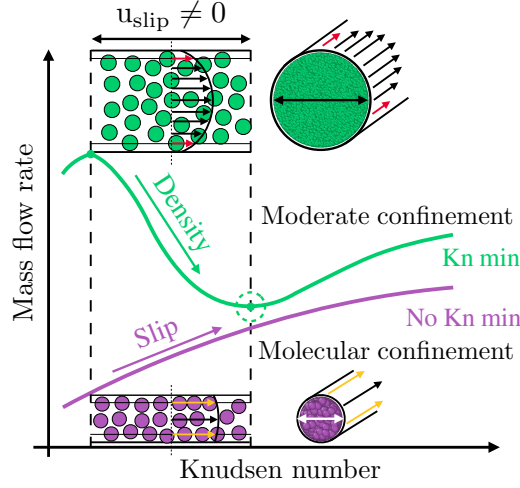 u_slip ≠ 0
Mass flow rate
Density
Moderate confinement
Kn min
Slip
No Kn min
Molecular confinement
Knudsen number